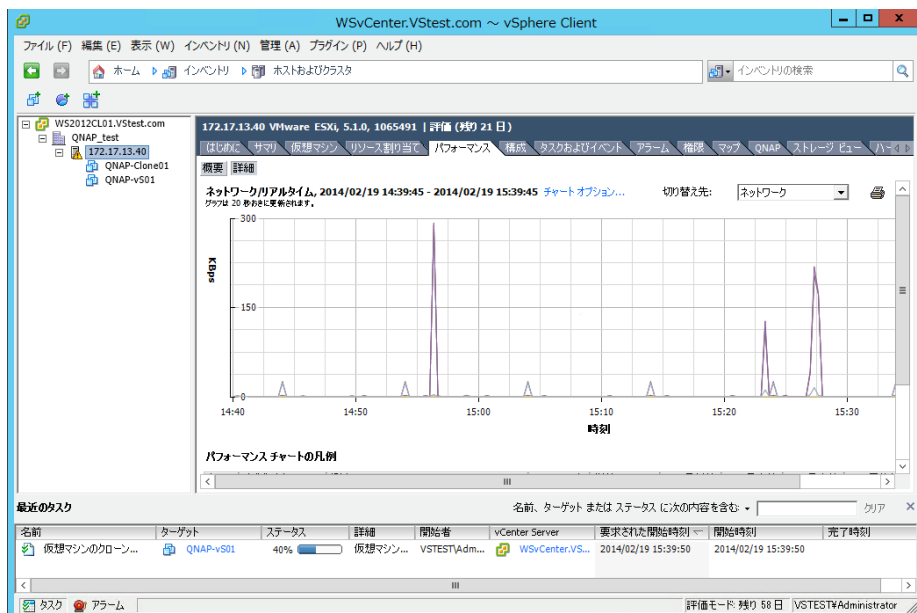 WSvCenter.VStest.com ～ vSphere Client
ファイル (F) 編集 (E) 表示 (W) インベントリ (N) 管理 (A) プラグイン (P) ヘルプ (H)
ホーム インベントリ ホストおよびクラスタ インベントリの検索
WS2012CL01.VStest.com
QNAP_test
172.17.13.40
QNAP-Clone01
QNAP-vS01
172.17.13.40 VMware ESXi, 5.1.0, 1065491 | 評価 (残り 21 日)
はじめに サマリ 仮想マシン リソース割り当て パフォーマンス 構成 タスクおよびイベント アラーム 権限 マップ QNAP ストレージ ビュー ハー
概要 詳細
ネットワーク/リアルタイム, 2014/02/19 14:39:45 - 2014/02/19 15:39:45 チャート オプション... 切り替え先: ネットワーク
グラフは 20 秒おきに更新されます。
300
KBps
150
0
14:40 14:50 15:00 15:10 15:20 15:30
時刻
パフォーマンス チャートの凡例
最近のタスク 名前、ターゲット または ステータス に次の内容を含む: クリア
名前 ターゲット ステータス 詳細 開始者 vCenter Server 要求された開始時刻 開始時刻 完了時刻
仮想マシンのクローン... QNAP-vS01 40% 仮想マシン... VSTEST\Adm... WSvCenter.VS... 2014/02/19 15:39:50 2014/02/19 15:39:50
タスク アラーム 評価モード: 残り 58 日 VSTEST¥Administrator